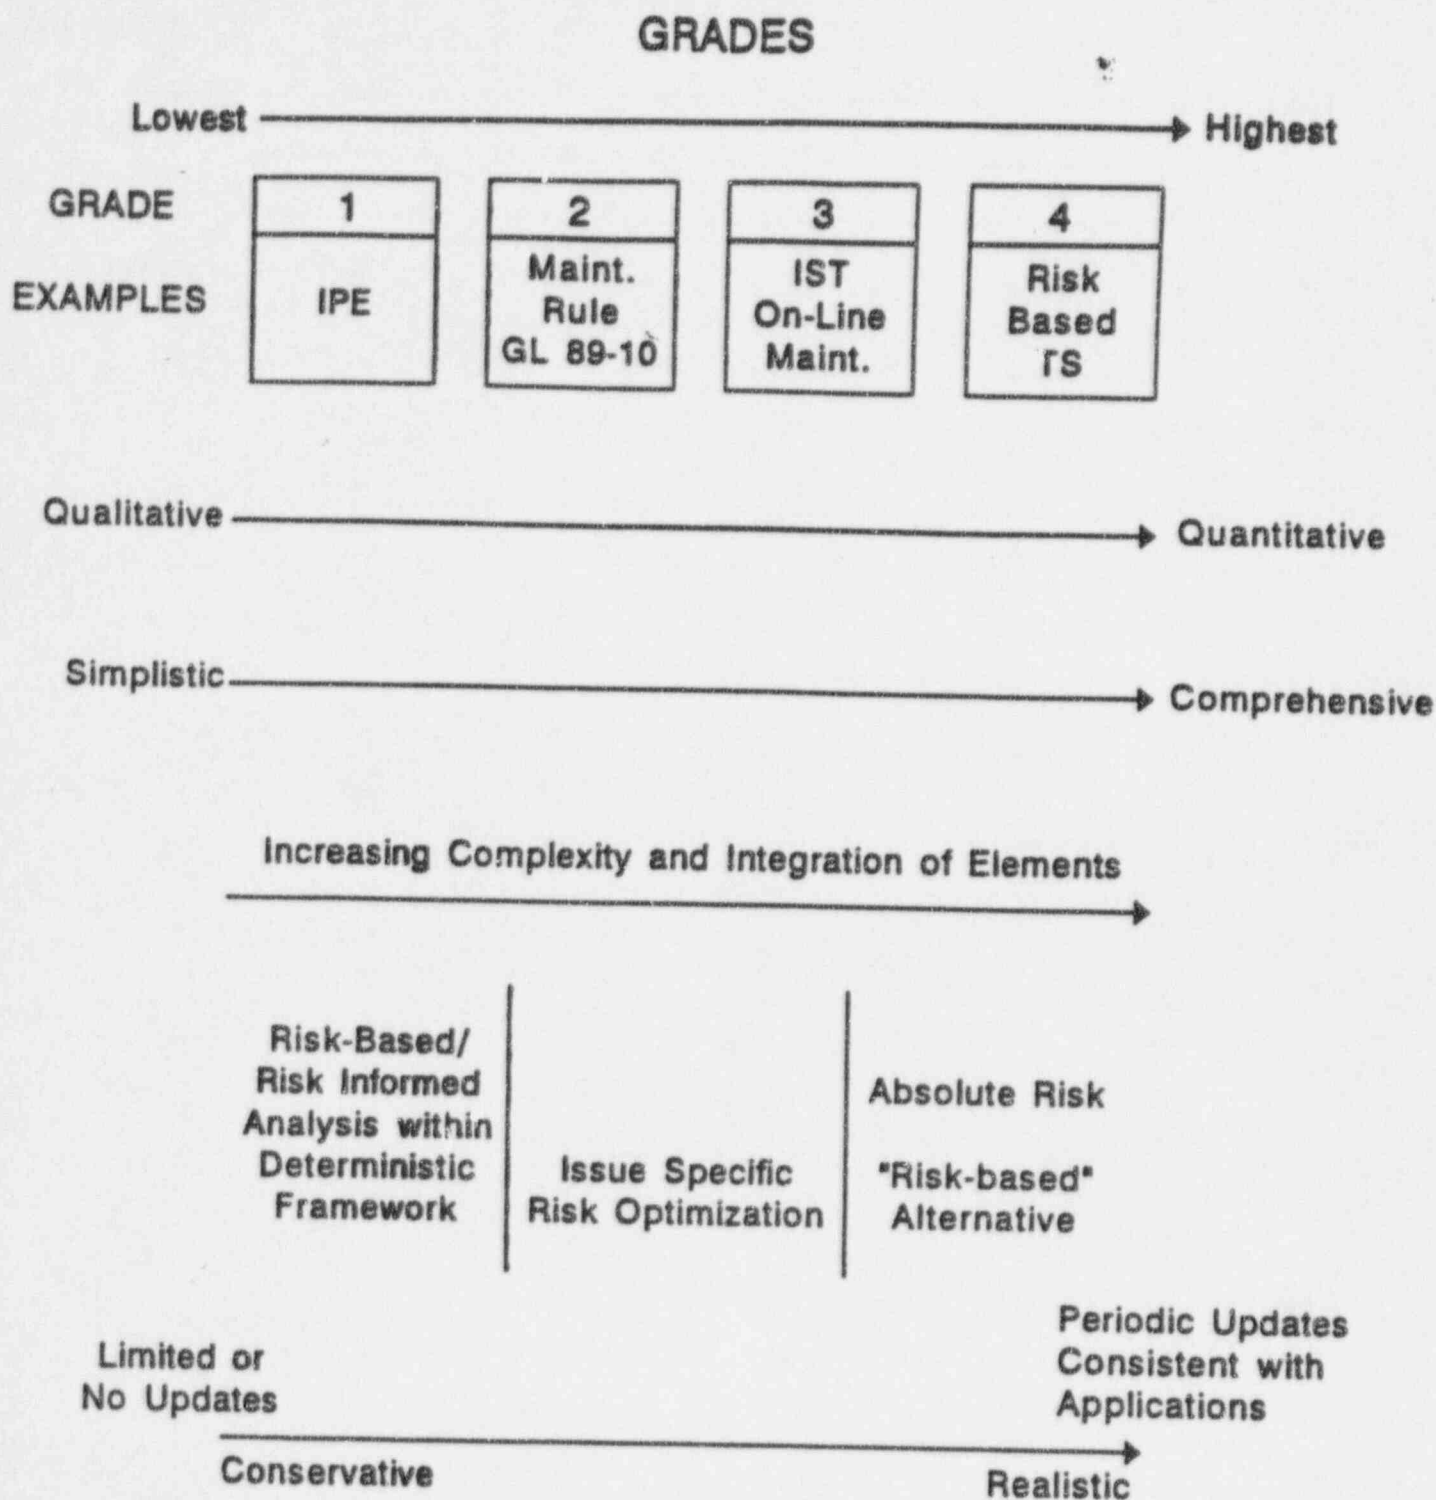 GRADES
Lowest Highest
GRADE 1 2 3 4
EXAMPLES
IPE
Maint.
Rule
GL 89-10
IST
On-Line
Maint.
Risk
Based
TS
Qualitative Quantitative
Simplistic Comprehensive
Increasing Complexity and Integration of Elements
Risk-Based/
Risk Informed
Analysis within
Deterministic
Framework
Issue Specific
Risk Optimization
Absolute Risk
"Risk-based"
Alternative
Limited or
No Updates
Periodic Updates
Consistent with
Applications
Conservative
Realistic